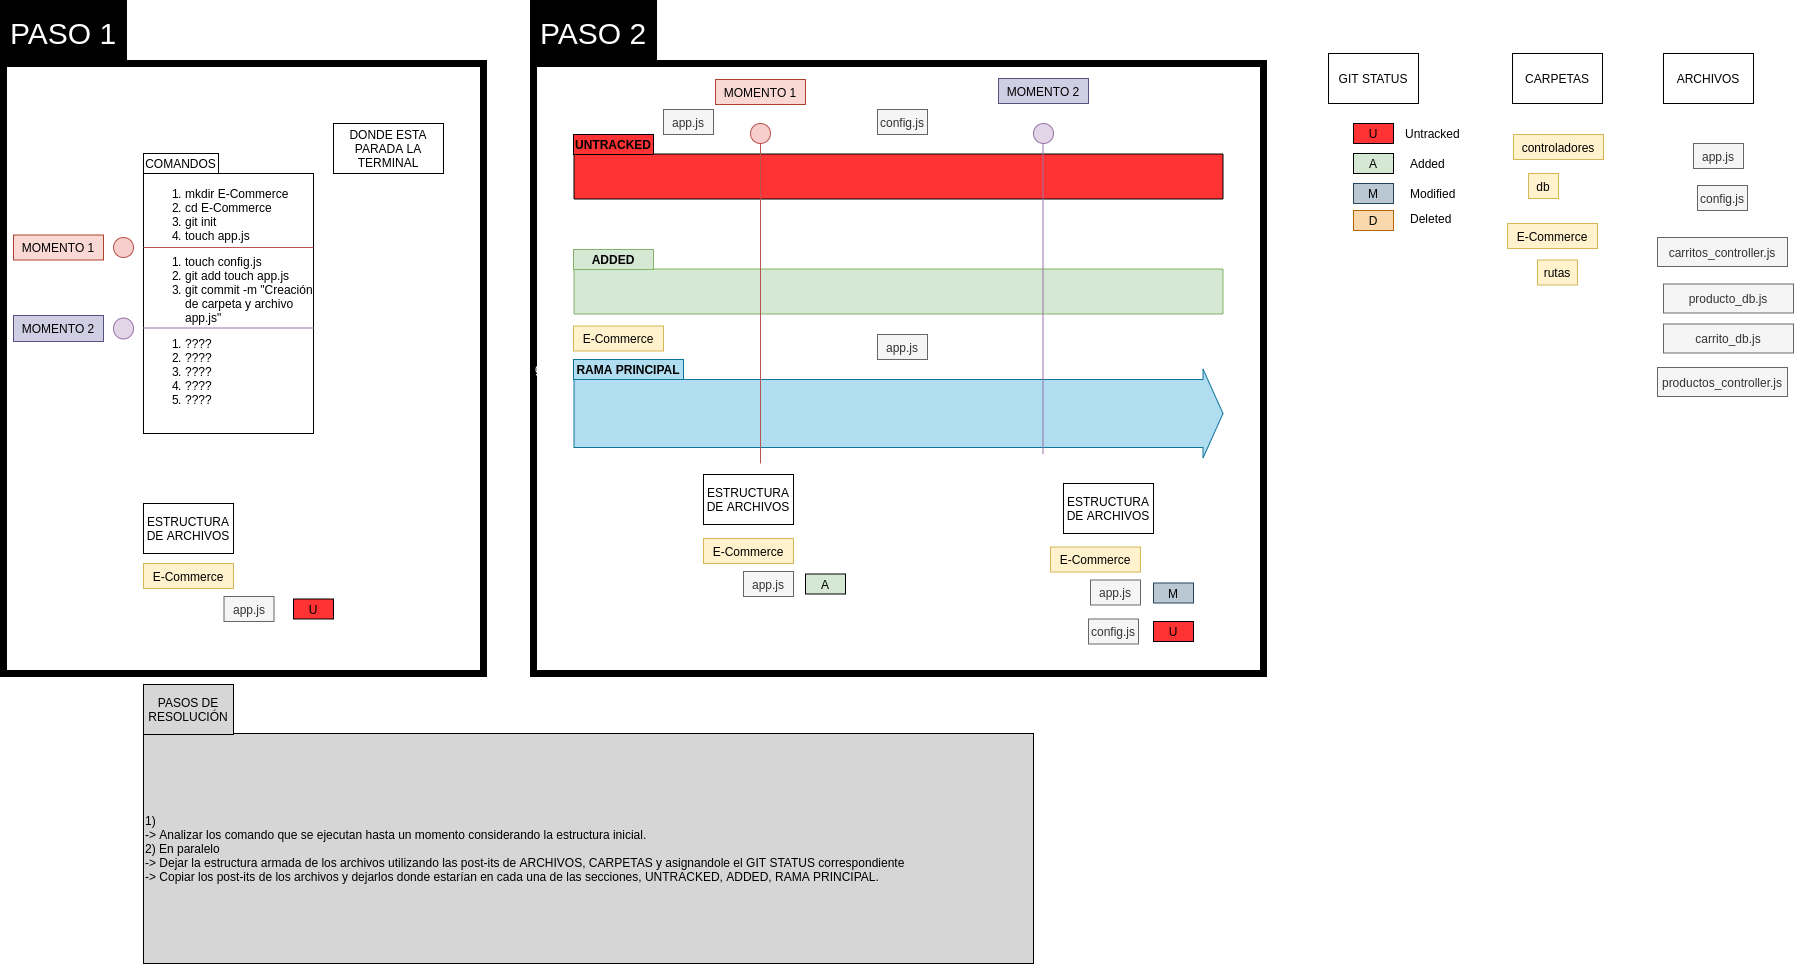 PASO 1
COMANDOS
DONDE ESTA
PARADA LA
TERMINAL
1. mkdir E-Commerce
2. cd E-Commerce
3. git init
4. touch app.js
MOMENTO 1
1. touch config.js
2. git add touch app.js
3. git commit -m "Creación
de carpeta y archivo
app.js"
MOMENTO 2
1. ????
2. ????
3. ????
4. ????
5. ????
ESTRUCTURA
DE ARCHIVOS
E-Commerce
app.js
U
PASO 2
MOMENTO 1
MOMENTO 2
app.js
config.js
UNTRACKED
ADDED
E-Commerce
app.js
RAMA PRINCIPAL
ESTRUCTURA
DE ARCHIVOS
E-Commerce
app.js
A
ESTRUCTURA
DE ARCHIVOS
E-Commerce
app.js
M
config.js
U
GIT STATUS
U Untracked
A Added
M Modified
D Deleted
CARPETAS
controladores
db
E-Commerce
rutas
ARCHIVOS
app.js
config.js
carritos_controller.js
producto_db.js
carrito_db.js
productos_controller.js
PASOS DE
RESOLUCIÓN
1)
-> Analizar los comando que se ejecutan hasta un momento considerando la estructura inicial.
2) En paralelo
-> Dejar la estructura armada de los archivos utilizando las post-its de ARCHIVOS, CARPETAS y asignandole el GIT STATUS correspondiente
-> Copiar los post-its de los archivos y dejarlos donde estarían en cada una de las secciones, UNTRACKED, ADDED, RAMA PRINCIPAL.